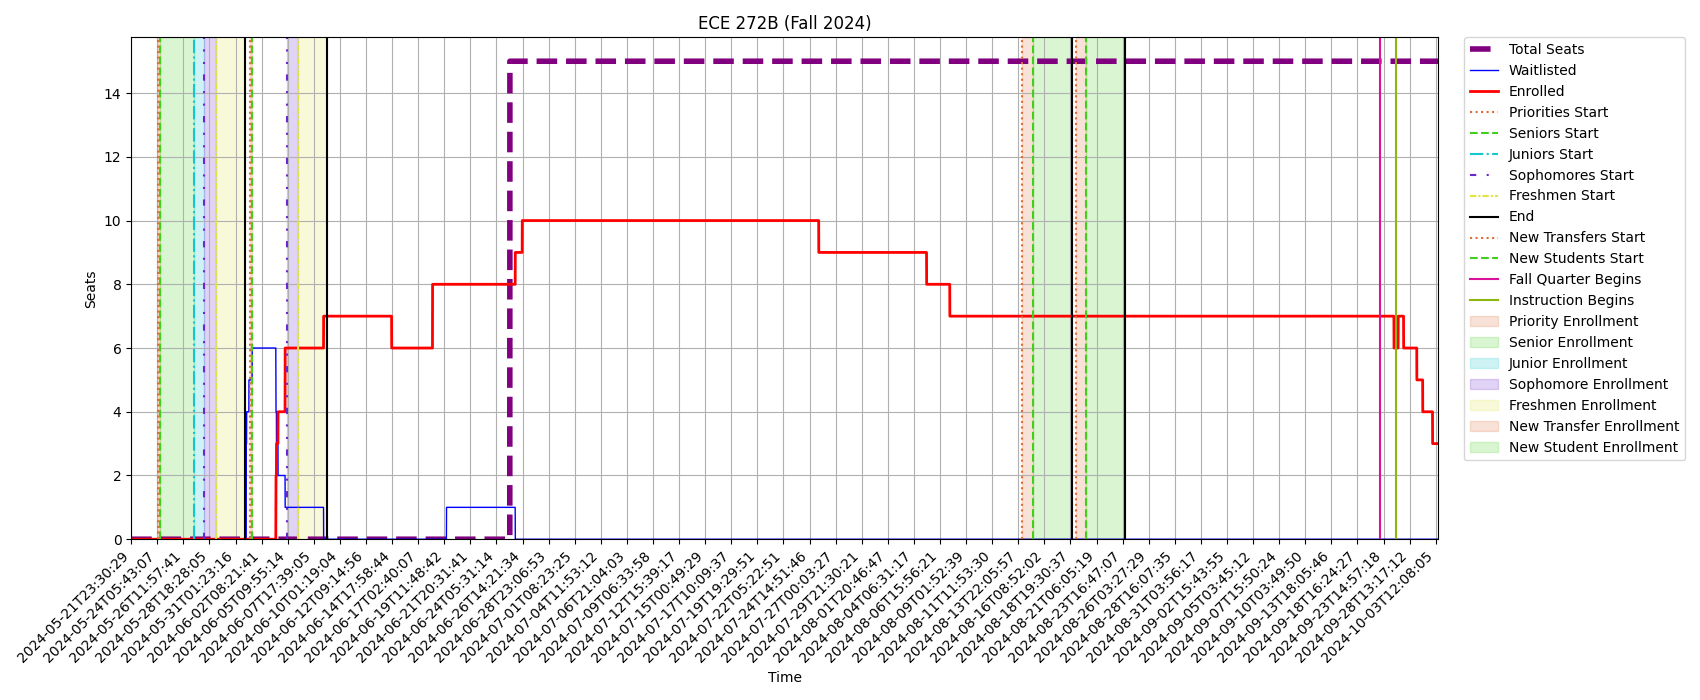 ECE 272B (Fall 2024)
Seats
14
12
10
8
6
4
2
0
2024-05-21T23:30:29
2024-05-24T05:43:07
2024-05-26T11:57:41
2024-05-28T18:28:05
2024-05-31T01:23:16
2024-06-02T08:21:41
2024-06-05T09:55:14
2024-06-07T17:39:05
2024-06-10T01:19:04
2024-06-12T09:14:56
2024-06-14T17:58:44
2024-06-17T02:40:07
2024-06-19T11:48:42
2024-06-21T20:31:41
2024-06-24T05:31:14
2024-06-26T14:21:34
2024-06-28T23:06:53
2024-07-01T08:23:25
2024-07-04T11:53:12
2024-07-06T21:04:03
2024-07-09T06:33:58
2024-07-12T15:39:17
2024-07-15T00:49:29
2024-07-17T10:09:37
2024-07-19T19:29:51
2024-07-22T05:22:51
2024-07-24T14:51:46
2024-07-27T00:03:27
2024-07-29T21:30:21
2024-08-01T20:46:47
2024-08-04T06:31:17
2024-08-06T15:56:21
2024-08-09T01:52:39
2024-08-11T11:53:30
2024-08-13T22:05:57
2024-08-16T08:52:02
2024-08-18T19:30:37
2024-08-21T06:05:19
2024-08-23T16:47:07
2024-08-26T03:27:29
2024-08-28T16:07:35
2024-08-31T03:56:17
2024-09-02T15:43:55
2024-09-05T03:45:12
2024-09-07T15:50:24
2024-09-10T03:49:50
2024-09-13T18:05:46
2024-09-18T16:24:27
2024-09-23T14:57:18
2024-09-28T13:17:12
2024-10-03T12:08:05
Time
Total Seats
Waitlisted
Enrolled
Priorities Start
Seniors Start
Juniors Start
Sophomores Start
Freshmen Start
End
New Transfers Start
New Students Start
Fall Quarter Begins
Instruction Begins
Priority Enrollment
Senior Enrollment
Junior Enrollment
Sophomore Enrollment
Freshmen Enrollment
New Transfer Enrollment
New Student Enrollment